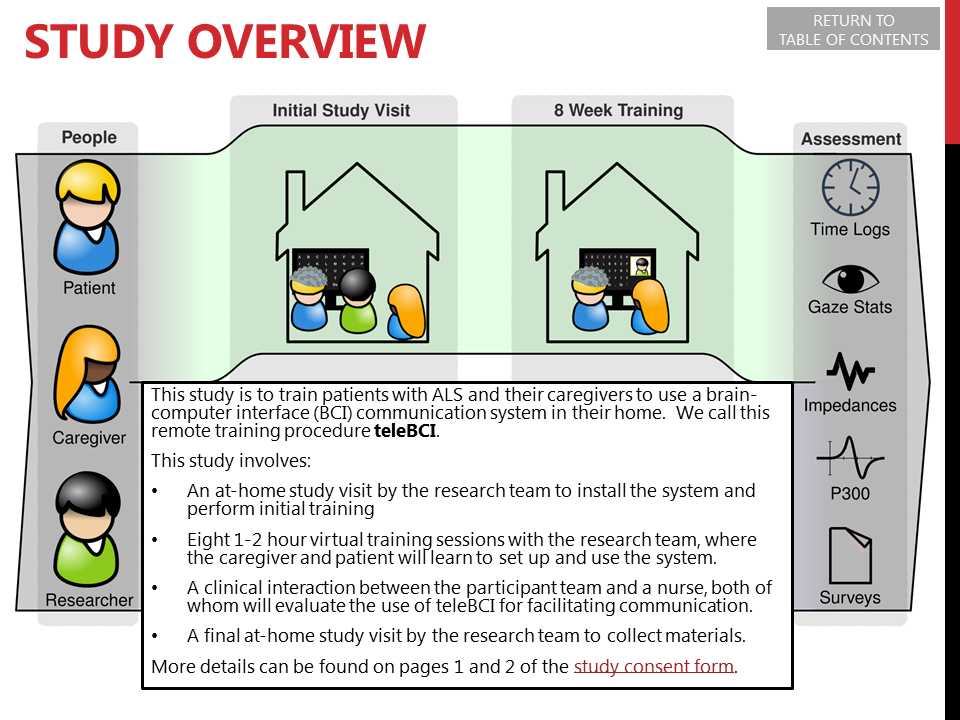 STUDY OVERVIEW
RETURN TO
TABLE OF CONTENTS
Initial Study Visit
8 Week Training
People
Assessment
Patient
Caregiver
Researcher
Time Logs
Gaze Stats
Impedances
P300
Surveys
This study is to train patients with ALS and their caregivers to use a brain-
computer interface (BCI) communication system in their home. We call this
remote training procedure teleBCI.
This study involves:
• An at-home study visit by the research team to install the system and
perform initial training
• Eight 1-2 hour virtual training sessions with the research team, where
the caregiver and patient will learn to set up and use the system.
• A clinical interaction between the participant team and a nurse, both of
whom will evaluate the use of teleBCI for facilitating communication.
• A final at-home study visit by the research team to collect materials.
More details can be found on pages 1 and 2 of the study consent form.